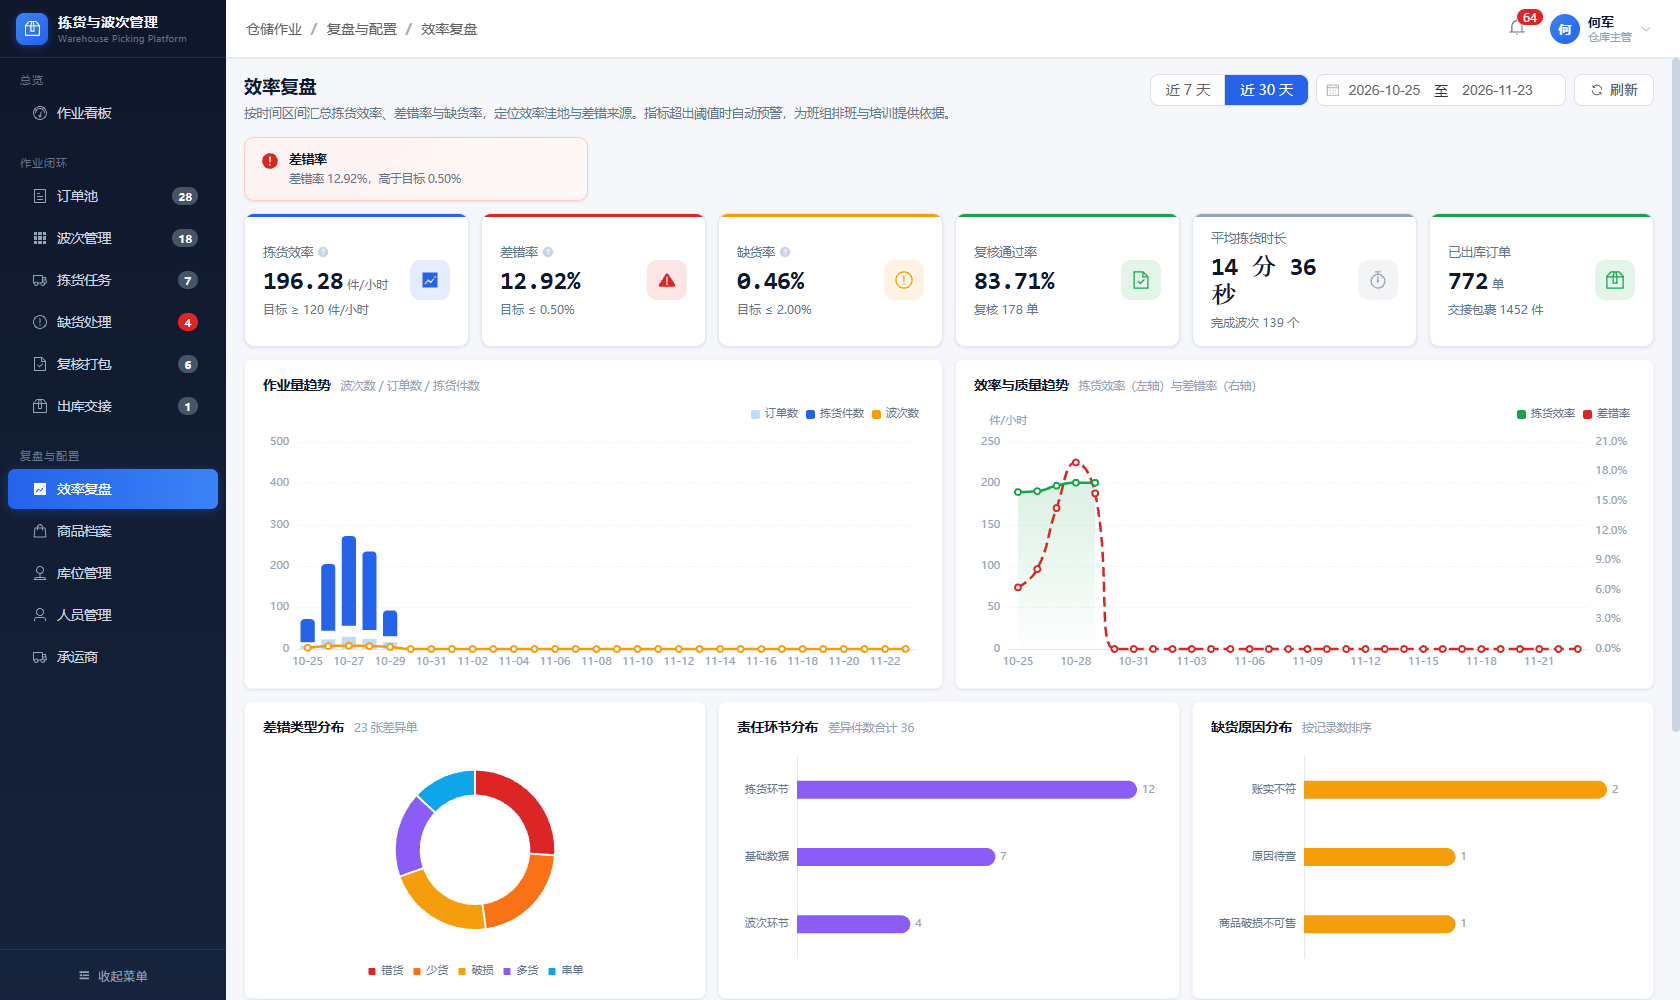 拣货与波次管理
Warehouse Picking Platform
总览
作业看板
作业闭环
订单池 28
波次管理 18
拣货任务 7
缺货处理 4
复核打包 6
出库交接 1
复盘与配置
效率复盘
商品档案
库位管理
人员管理
承运商
收起菜单
仓储作业 / 复盘与配置 / 效率复盘
64
何
何军
仓库主管
效率复盘
按时间区间汇总拣货效率、差错率与缺货率，定位效率洼地与差错来源。指标超出阈值时自动预警，为班组排班与培训提供依据。
近 7 天 近 30 天 2026-10-25 至 2026-11-23 刷新
差错率
差错率 12.92%，高于目标 0.50%
拣货效率
196.28 件/小时
目标 ≥ 120 件/小时
差错率
12.92%
目标 ≤ 0.50%
缺货率
0.46%
目标 ≤ 2.00%
复核通过率
83.71%
复核 178 单
平均拣货时长
14 分 36
秒
完成波次 139 个
已出库订单
772 单
交接包裹 1452 件
作业量趋势 波次数 / 订单数 / 拣货件数
订单数 拣货件数 波次数
500
400
300
200
100
0
10-25 10-27 10-29 10-31 11-02 11-04 11-06 11-08 11-10 11-12 11-14 11-16 11-18 11-20 11-22
效率与质量趋势 拣货效率（左轴）与差错率（右轴）
拣货效率 差错率
件/小时
250
200
150
100
50
0
21.0%
18.0%
15.0%
12.0%
9.0%
6.0%
3.0%
0.0%
10-25 10-28 10-31 11-03 11-06 11-09 11-12 11-15 11-18 11-21
差错类型分布 23 张差异单
错货 少货 破损 多货 串单
责任环节分布 差异件数合计 36
拣货环节 12
基础数据 7
波次环节 4
缺货原因分布 按记录数排序
账实不符 2
原因待查 1
商品破损不可售 1